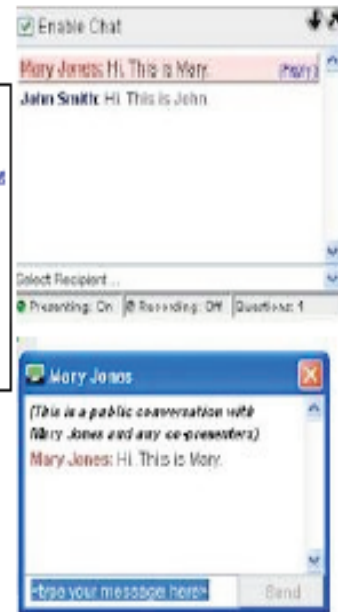 Enable Chat
Mary Jones: Hi. This is Mary. (Reply)
John Smith: Hi. This is John.
Select Recipient ...
Presenting: On Recording: Off Questions: 1
Mary Jones
(This is a public conversation with
Mary Jones and any co-presenters)
Mary Jones: Hi. This is Mary.
<type your message here>
Send